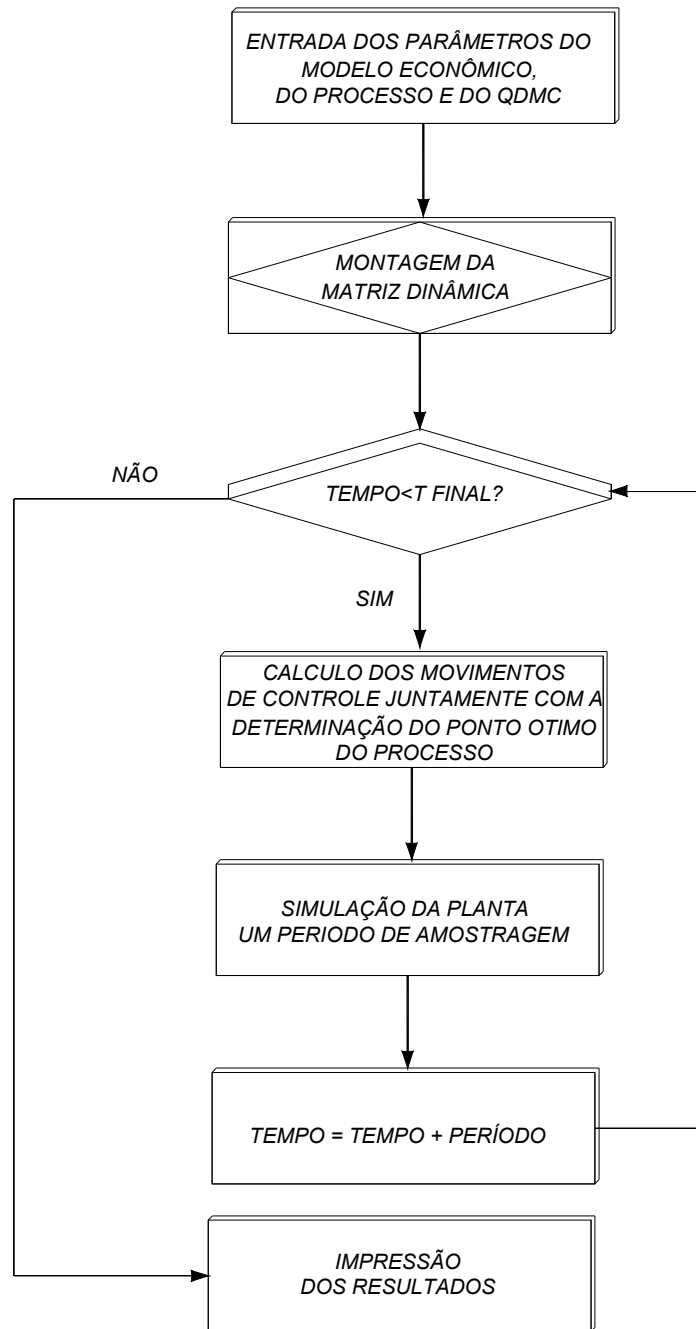 ENTRADA DOS PARÂMETROS DO
MODELO ECONÔMICO,
DO PROCESSO E DO QDMC
MONTAGEM DA
MATRIZ DINÂMICA
NÃO
TEMPO<T FINAL?
SIM
CALCULO DOS MOVIMENTOS
DE CONTROLE JUNTAMENTE COM A
DETERMINAÇÃO DO PONTO OTIMO
DO PROCESSO
SIMULAÇÃO DA PLANTA
UM PERIODO DE AMOSTRAGEM
TEMPO = TEMPO + PERÍODO
IMPRESSÃO
DOS RESULTADOS